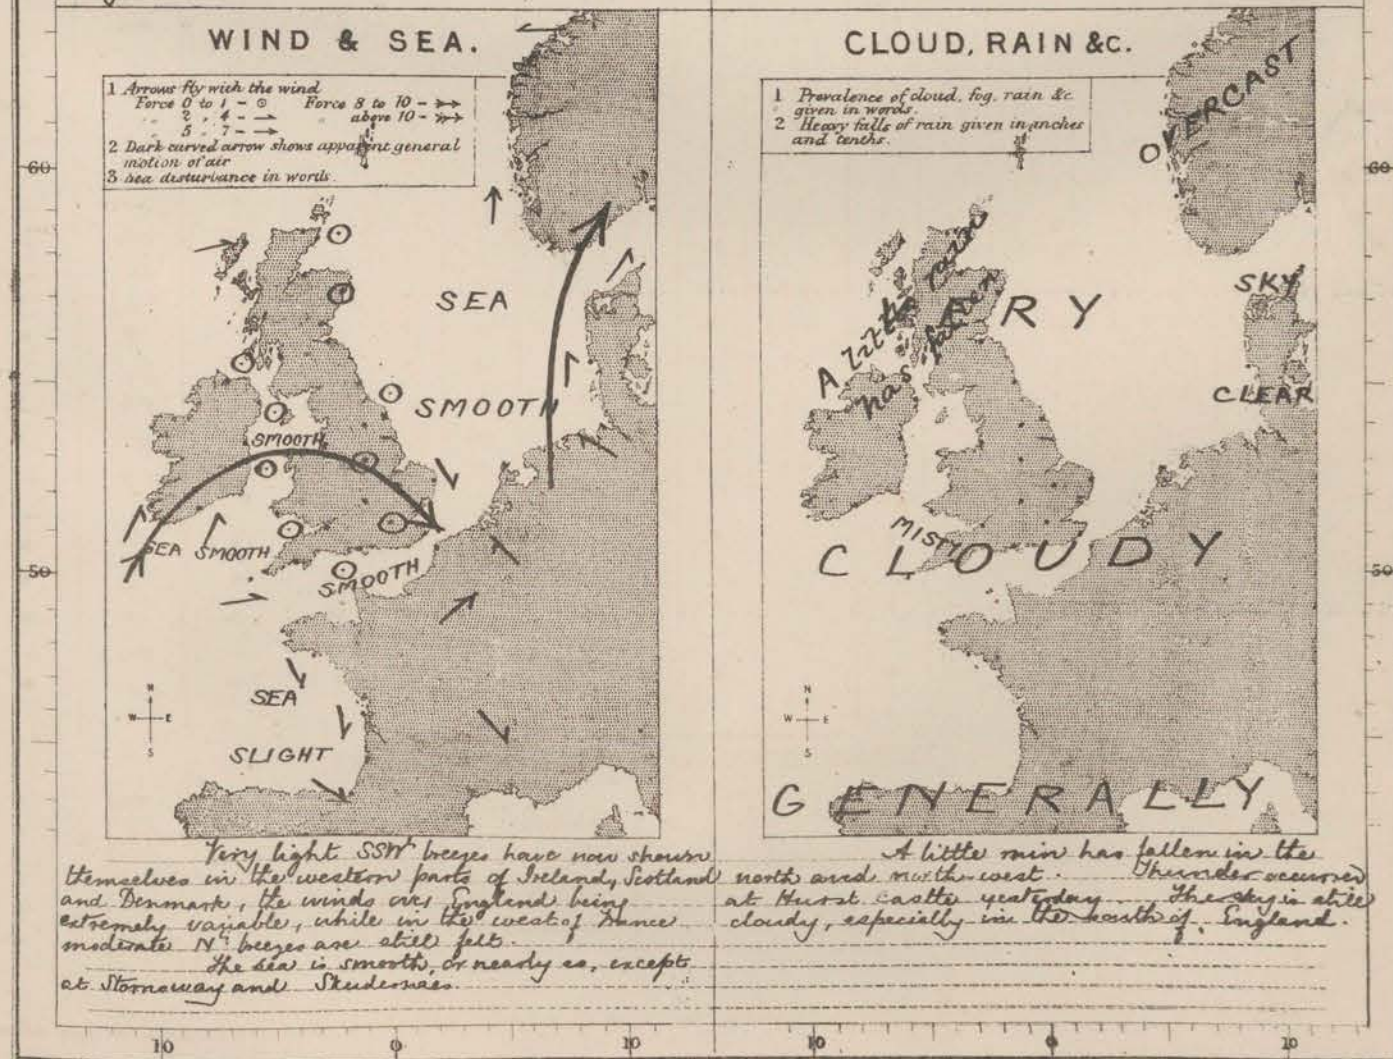 WIND & SEA.
1 Arrows fly with the wind
Force 0 to 1 - ⊙ Force 8 to 10 - ↠
" 2 " 4 - → " above 10 -
" 5 " 7 - →
2 Dark curved arrow shows apparent general
motion of air
3 Sea disturbance in words.
60
SEA
SMOOTH
SMOOTH
SEA SMOOTH
SMOOTH
50
N
W E
S
SEA
SLIGHT
Very light SSW breezes have now shown
themselves in the western parts of Ireland, Scotland
and Denmark, the winds over England being
extremely variable, while in the west of France
moderate Ny breezes are still felt.
The sea is smooth, or nearly so, except
at Stornoway and Skudesnaes.
10 0 10
CLOUD, RAIN &c.
1 Prevalence of cloud, fog, rain &c.
given in words.
2 Heavy falls of rain given in inches
and tenths.
OVERCAST
60
A little rain
has fallen
RY
SKY
CLEAR
MISTY
CLOUDY
50
N
W E
S
GENERALLY
A little rain has fallen in the
north and north west. Thunder occurred
at Hurst Castle yesterday. The sky is still
cloudy, especially in the of England.
10 0 10